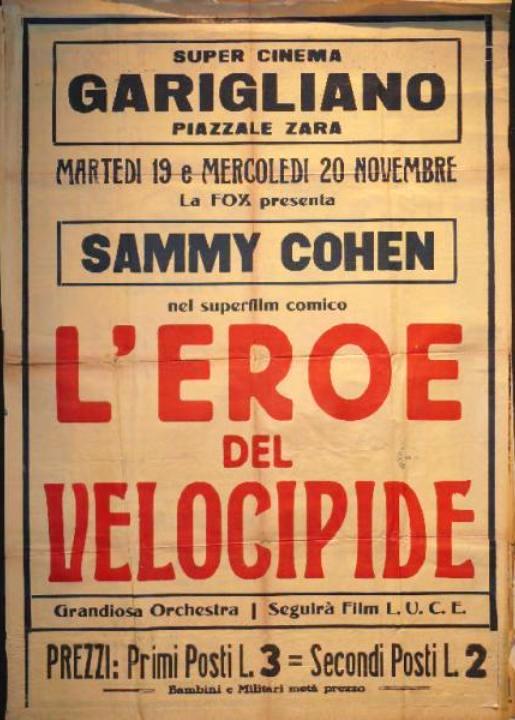 SUPER CINEMA
GARIGLIANO
PIAZZALE ZARA
MARTEDI 19 e MERCOLEDI 20 NOVEMBRE
La FOX presenta
SAMMY COHEN
nel superfilm comico
L'EROE
DEL
VELOCIPIDE
Grandiosa Orchestra | Seguirà Film L. U. C. E.
PREZZI: Primi Posti L. 3 = Secondi Posti L. 2
Bambini e Militari metà prezzo